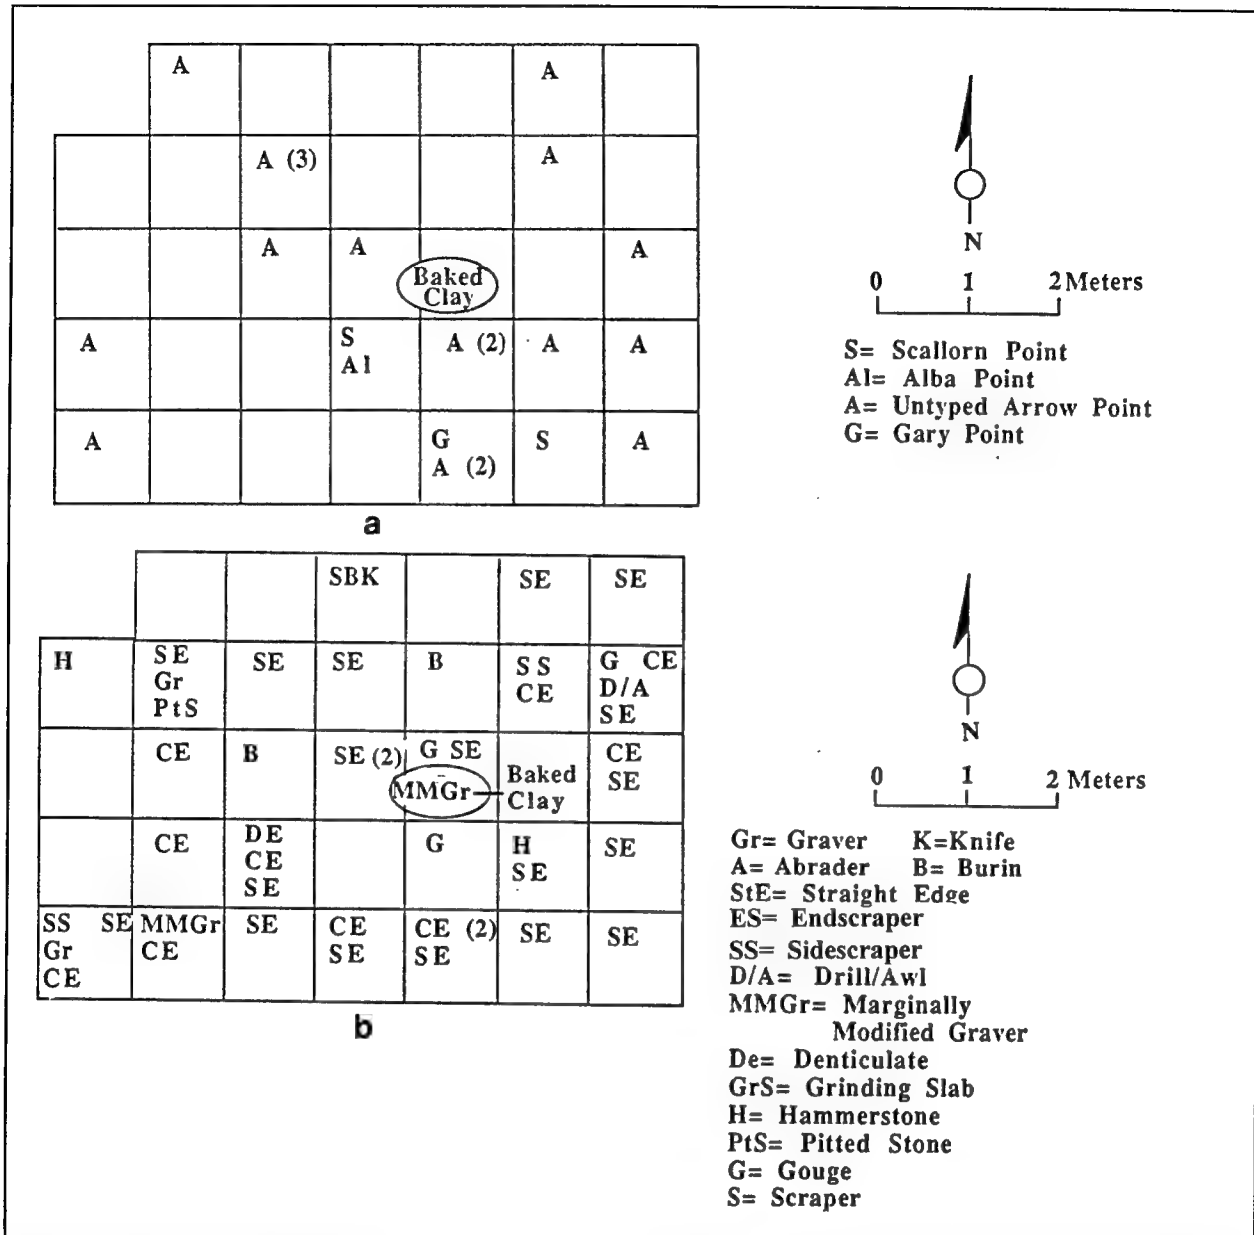 A A
A (3) A
A A A
Baked
Clay
A S A (2) A A
Al
A G S A
A (2)
a
N
0 1 2 Meters
S= Scallorn Point
Al= Alba Point
A= Untyped Arrow Point
G= Gary Point
SBK SE SE
H SE SE SE B SS G CE
Gr CE D/A
PtS SE
CE B SE (2) G SE CE
MMGr Baked SE
Clay
CE DE G H SE
CE SE
SE
SS SE MMGr SE CE CE (2) SE SE
Gr CE SE SE
CE
b
N
0 1 2 Meters
Gr= Graver K=Knife
A= Abrader B= Burin
StE= Straight Edge
ES= Endscraper
SS= Sidescraper
D/A= Drill/Awl
MMGr= Marginally
Modified Graver
De= Denticulate
GrS= Grinding Slab
H= Hammerstone
PtS= Pitted Stone
G= Gouge
S= Scraper